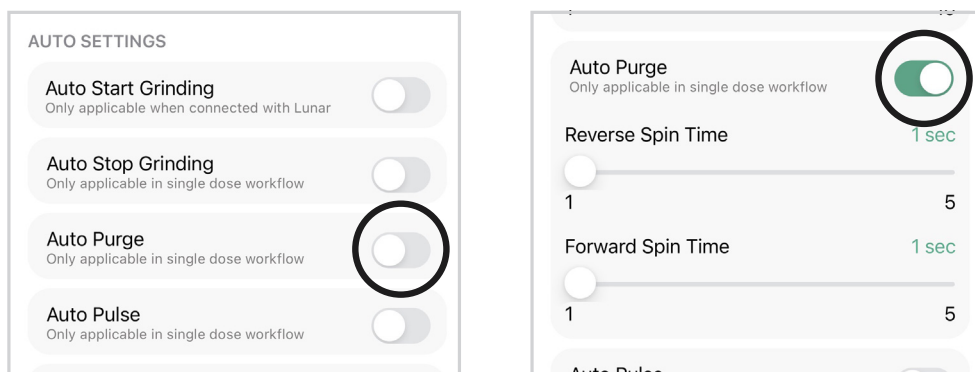 AUTO SETTINGS
Auto Start Grinding
Only applicable when connected with Lunar
Auto Stop Grinding
Only applicable in single dose workflow
Auto Purge
Only applicable in single dose workflow
Auto Pulse
Only applicable in single dose workflow
Auto Purge
Only applicable in single dose workflow
Reverse Spin Time 1 sec
1 5
Forward Spin Time 1 sec
1 5
Auto Pulse